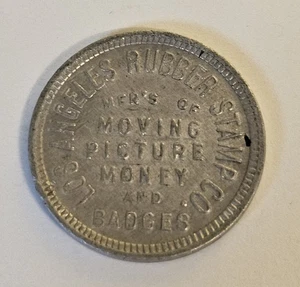 LOS ANGELES RUBBER STAMP CO.
MFR'S OF
MOVING
PICTURE
MONEY
AND
BADGES